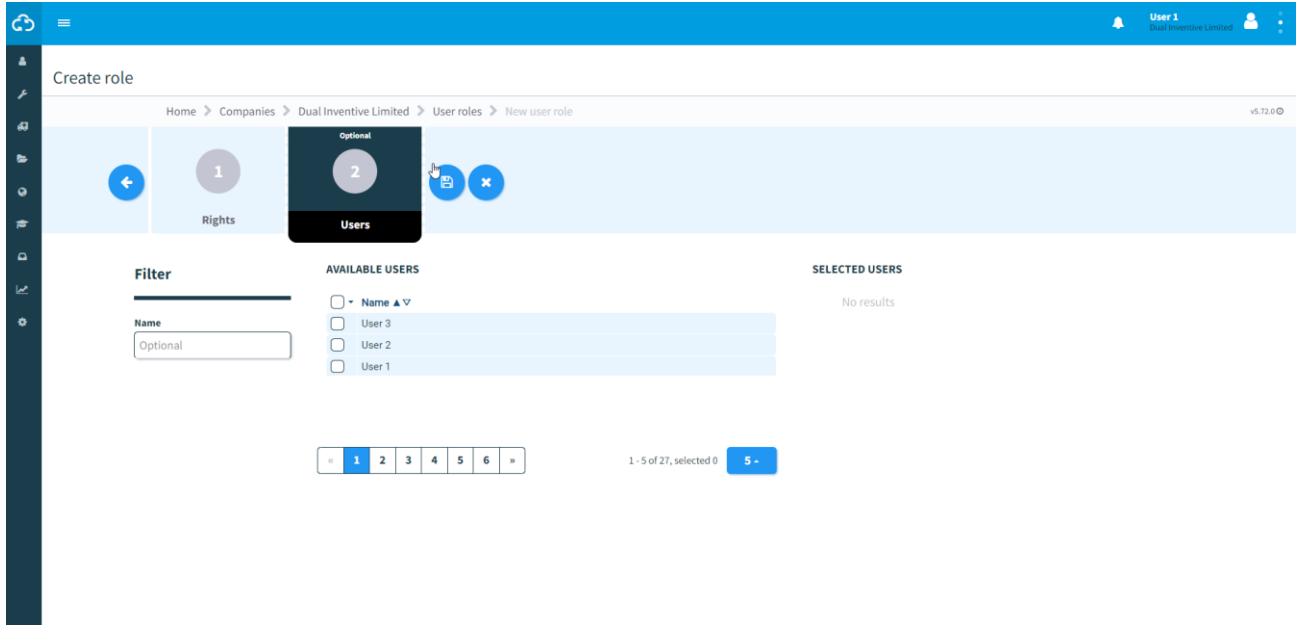 User 1
Dual Inventive Limited
Create role
Home Companies Dual Inventive Limited User roles New user role
v5.72.0
Optional
1
2
Rights
Users
Filter
AVAILABLE USERS
SELECTED USERS
Name
No results
Name
User 3
Optional
User 2
User 1
« 1 2 3 4 5 6 »
1 - 5 of 27, selected 0
5